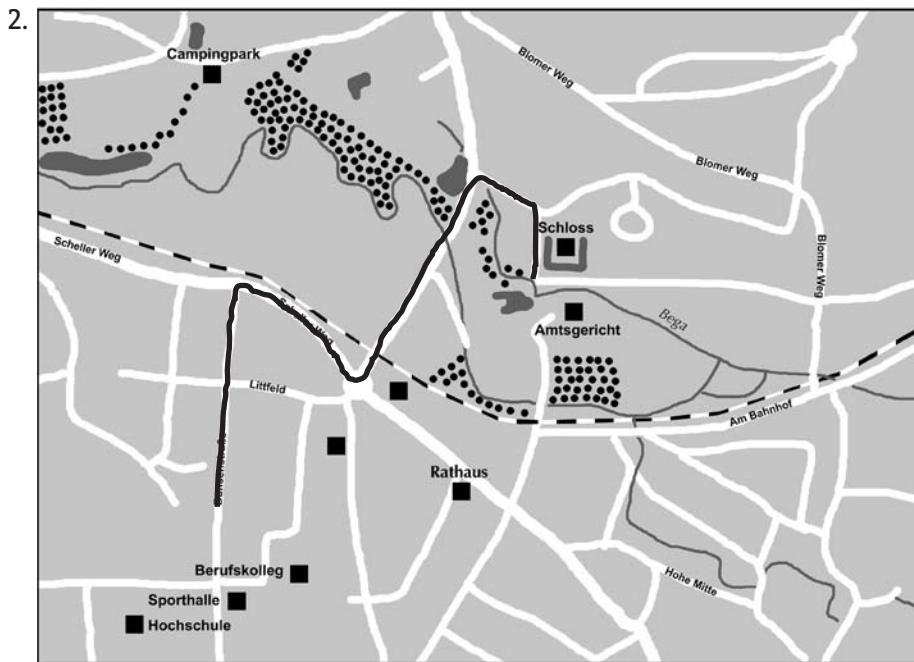 2.
Campingpark
Blomer Weg
Blomer Weg
Schloss
Scheller Weg
Blomer Weg
Bega
Amtsgericht
Littfeld
Am Bahnhof
Rathaus
Berufskolleg
Hohe Mitte
Sporthalle
Hochschule